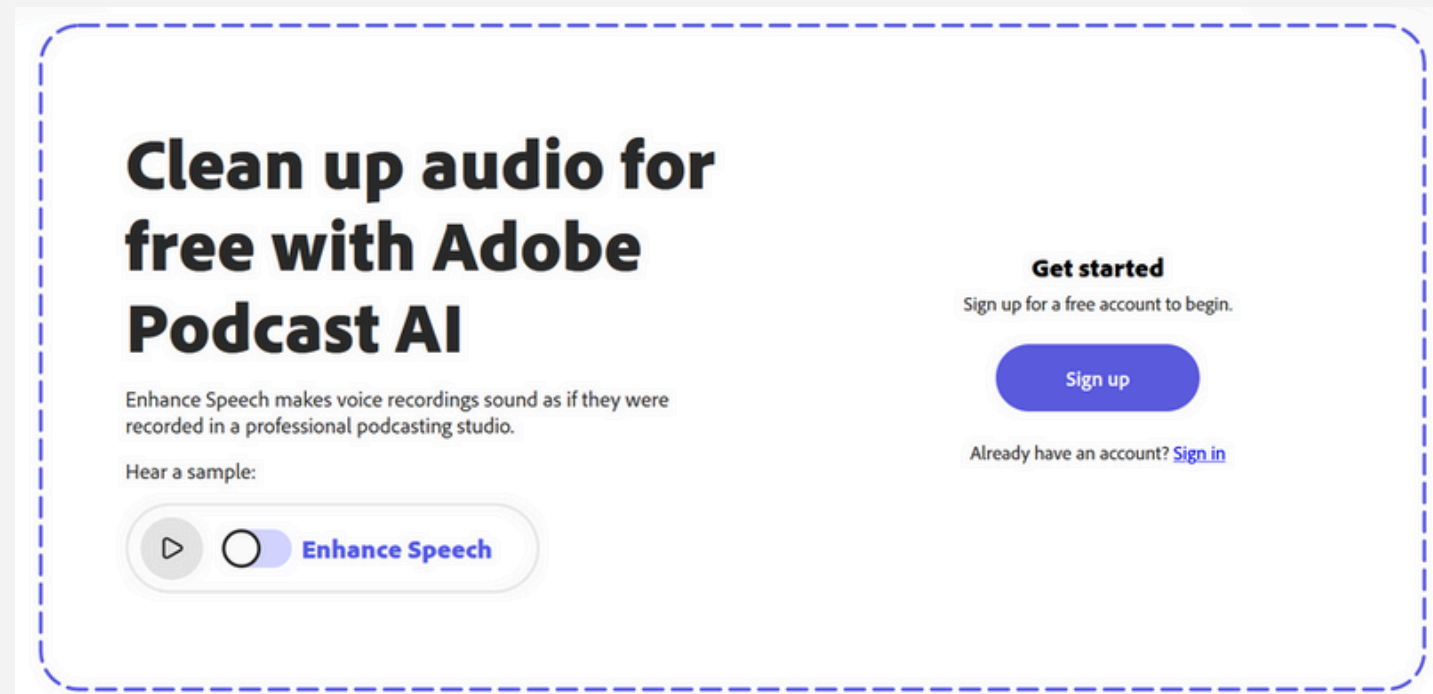 Clean up audio for
free with Adobe
Podcast AI
Enhance Speech makes voice recordings sound as if they were
recorded in a professional podcasting studio.
Hear a sample:
Enhance Speech
Get started
Sign up for a free account to begin.
Sign up
Already have an account? Sign in